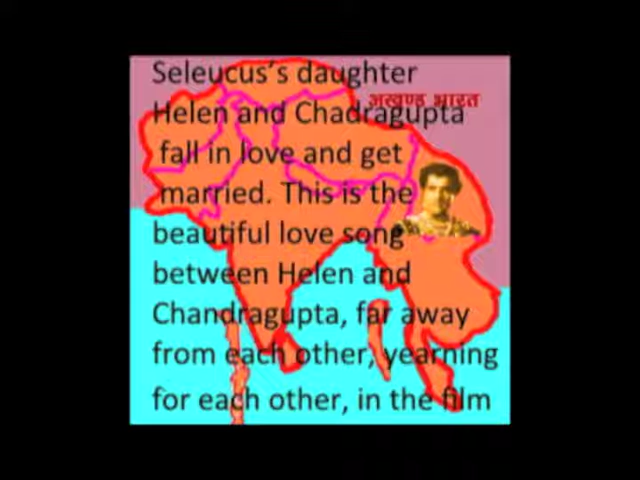 Seleucus's daughter
अखण्ड भारत
Helen and Chadragupta
fall in love and get
married. This is the
beautiful love song
between Helen and
Chandragupta, far away
from each other, yearning
for each other, in the film